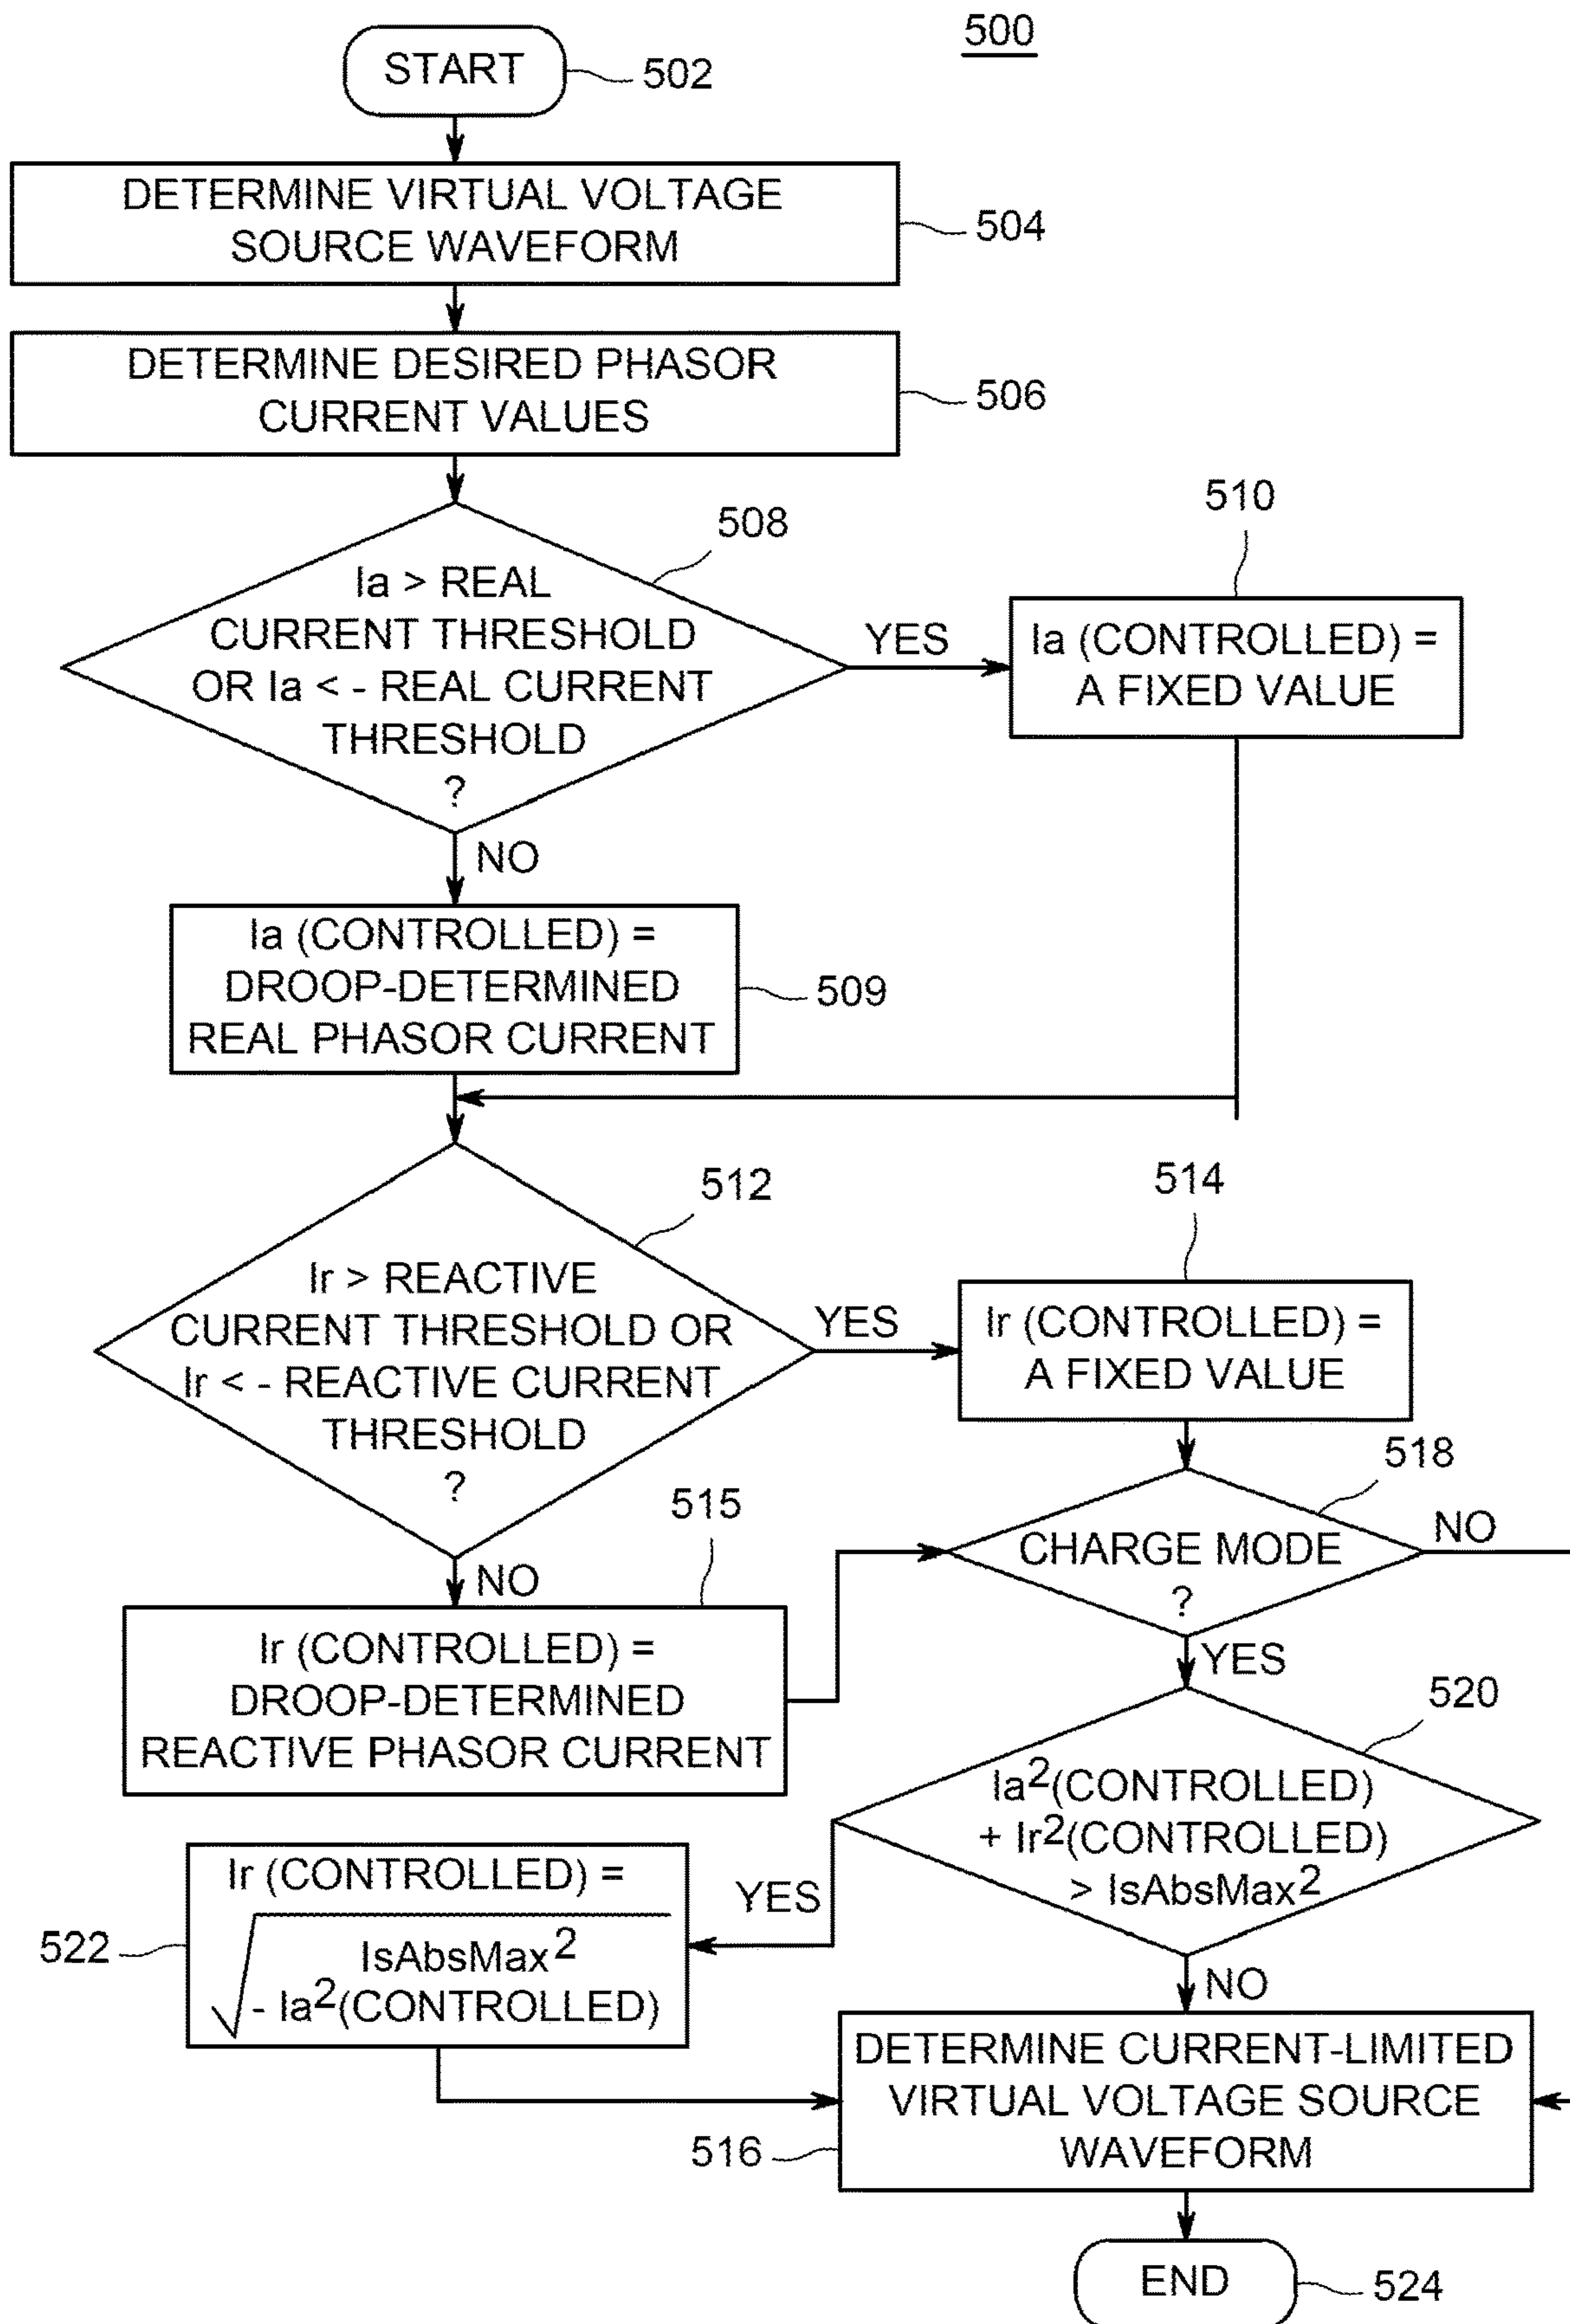 500
START
502
DETERMINE VIRTUAL VOLTAGE
SOURCE WAVEFORM
504
DETERMINE DESIRED PHASOR
CURRENT VALUES
506
508
Ia > REAL
CURRENT THRESHOLD
OR Ia < - REAL CURRENT
THRESHOLD
?
YES
510
Ia (CONTROLLED) =
A FIXED VALUE
NO
Ia (CONTROLLED) =
DROOP-DETERMINED
REAL PHASOR CURRENT
509
512
Ir > REACTIVE
CURRENT THRESHOLD OR
Ir < - REACTIVE CURRENT
THRESHOLD
?
YES
514
Ir (CONTROLLED) =
A FIXED VALUE
NO
515
Ir (CONTROLLED) =
DROOP-DETERMINED
REACTIVE PHASOR CURRENT
518
CHARGE MODE
?
NO
YES
520
Ia²(CONTROLLED)
+ Ir²(CONTROLLED)
> IsAbsMax²
YES
522
Ir (CONTROLLED) =
√ IsAbsMax²
- Ia²(CONTROLLED)
NO
DETERMINE CURRENT-LIMITED
VIRTUAL VOLTAGE SOURCE
WAVEFORM
516
END
524